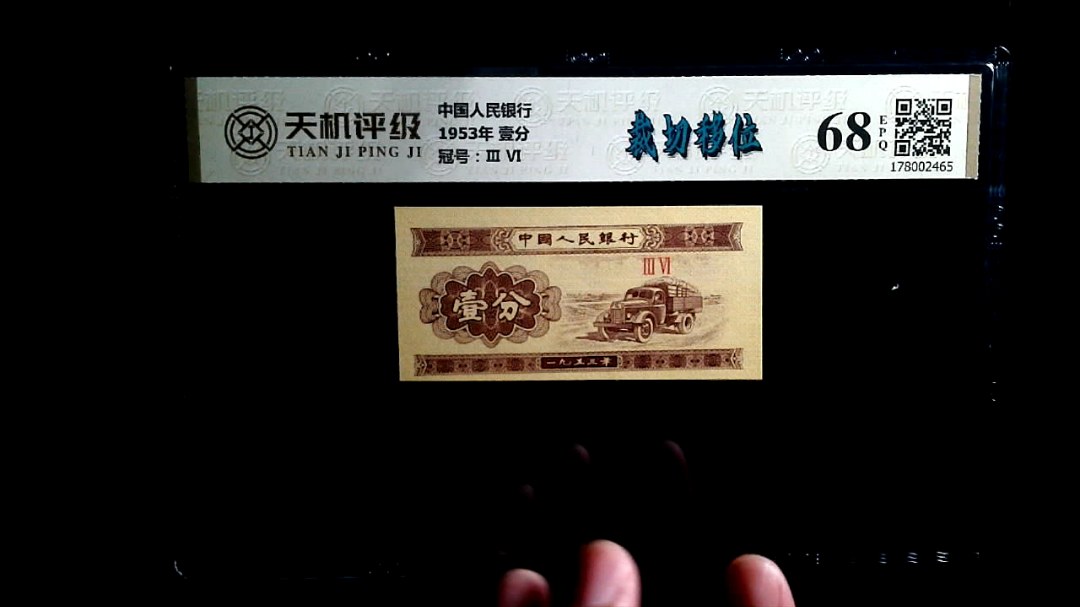 天机评级
TIAN JI PING JI
中国人民银行
1953年 壹分
冠号：Ⅲ Ⅵ
裁切移位
68
EPQ
178002465
中國人民銀行
Ⅲ Ⅵ
壹分
一九五三年